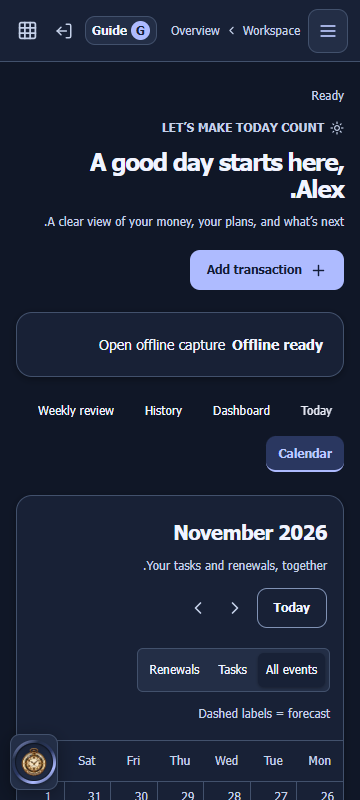 Guide G
Overview
Workspace
Ready
LET'S MAKE TODAY COUNT
A good day starts here,
.Alex
.A clear view of your money, your plans, and what's next
Add transaction
Open offline capture Offline ready
Weekly review History Dashboard Today
Calendar
November 2026
.Your tasks and renewals, together
Today
Renewals Tasks All events
Dashed labels = forecast
Sat Fri Thu Wed Tue Mon
1 31 30 29 28 27 26